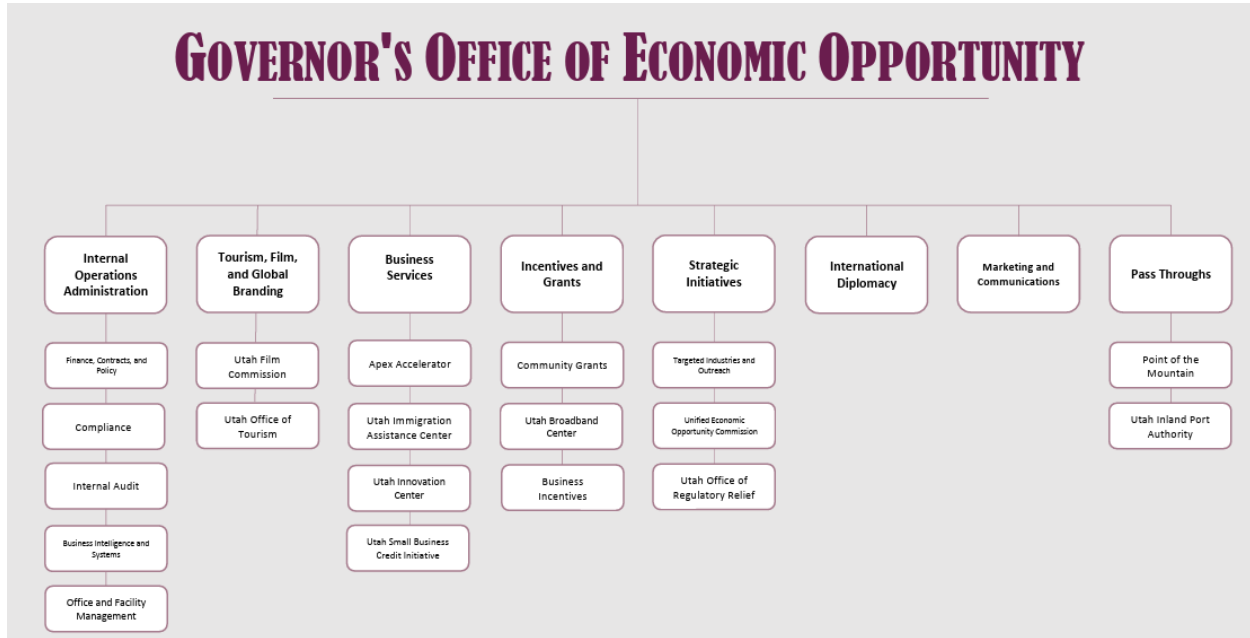 GOVERNOR'S OFFICE OF ECONOMIC OPPORTUNITY
Internal
Operations
Administration
Finance, Contracts, and
Policy
Compliance
Internal Audit
Business Intelligence and
Systems
Office and Facility
Management
Tourism, Film,
and Global
Branding
Utah Film
Commission
Utah Office of
Tourism
Business
Services
Apex Accelerator
Utah Immigration
Assistance Center
Utah Innovation
Center
Utah Small Business
Credit Initiative
Incentives and
Grants
Community Grants
Utah Broadband
Center
Business
Incentives
Strategic
Initiatives
Targeted Industries and
Outreach
Unified Economic
Opportunity Commission
Utah Office of
Regulatory Relief
International
Diplomacy
Marketing and
Communications
Pass Throughs
Point of the
Mountain
Utah Inland Port
Authority